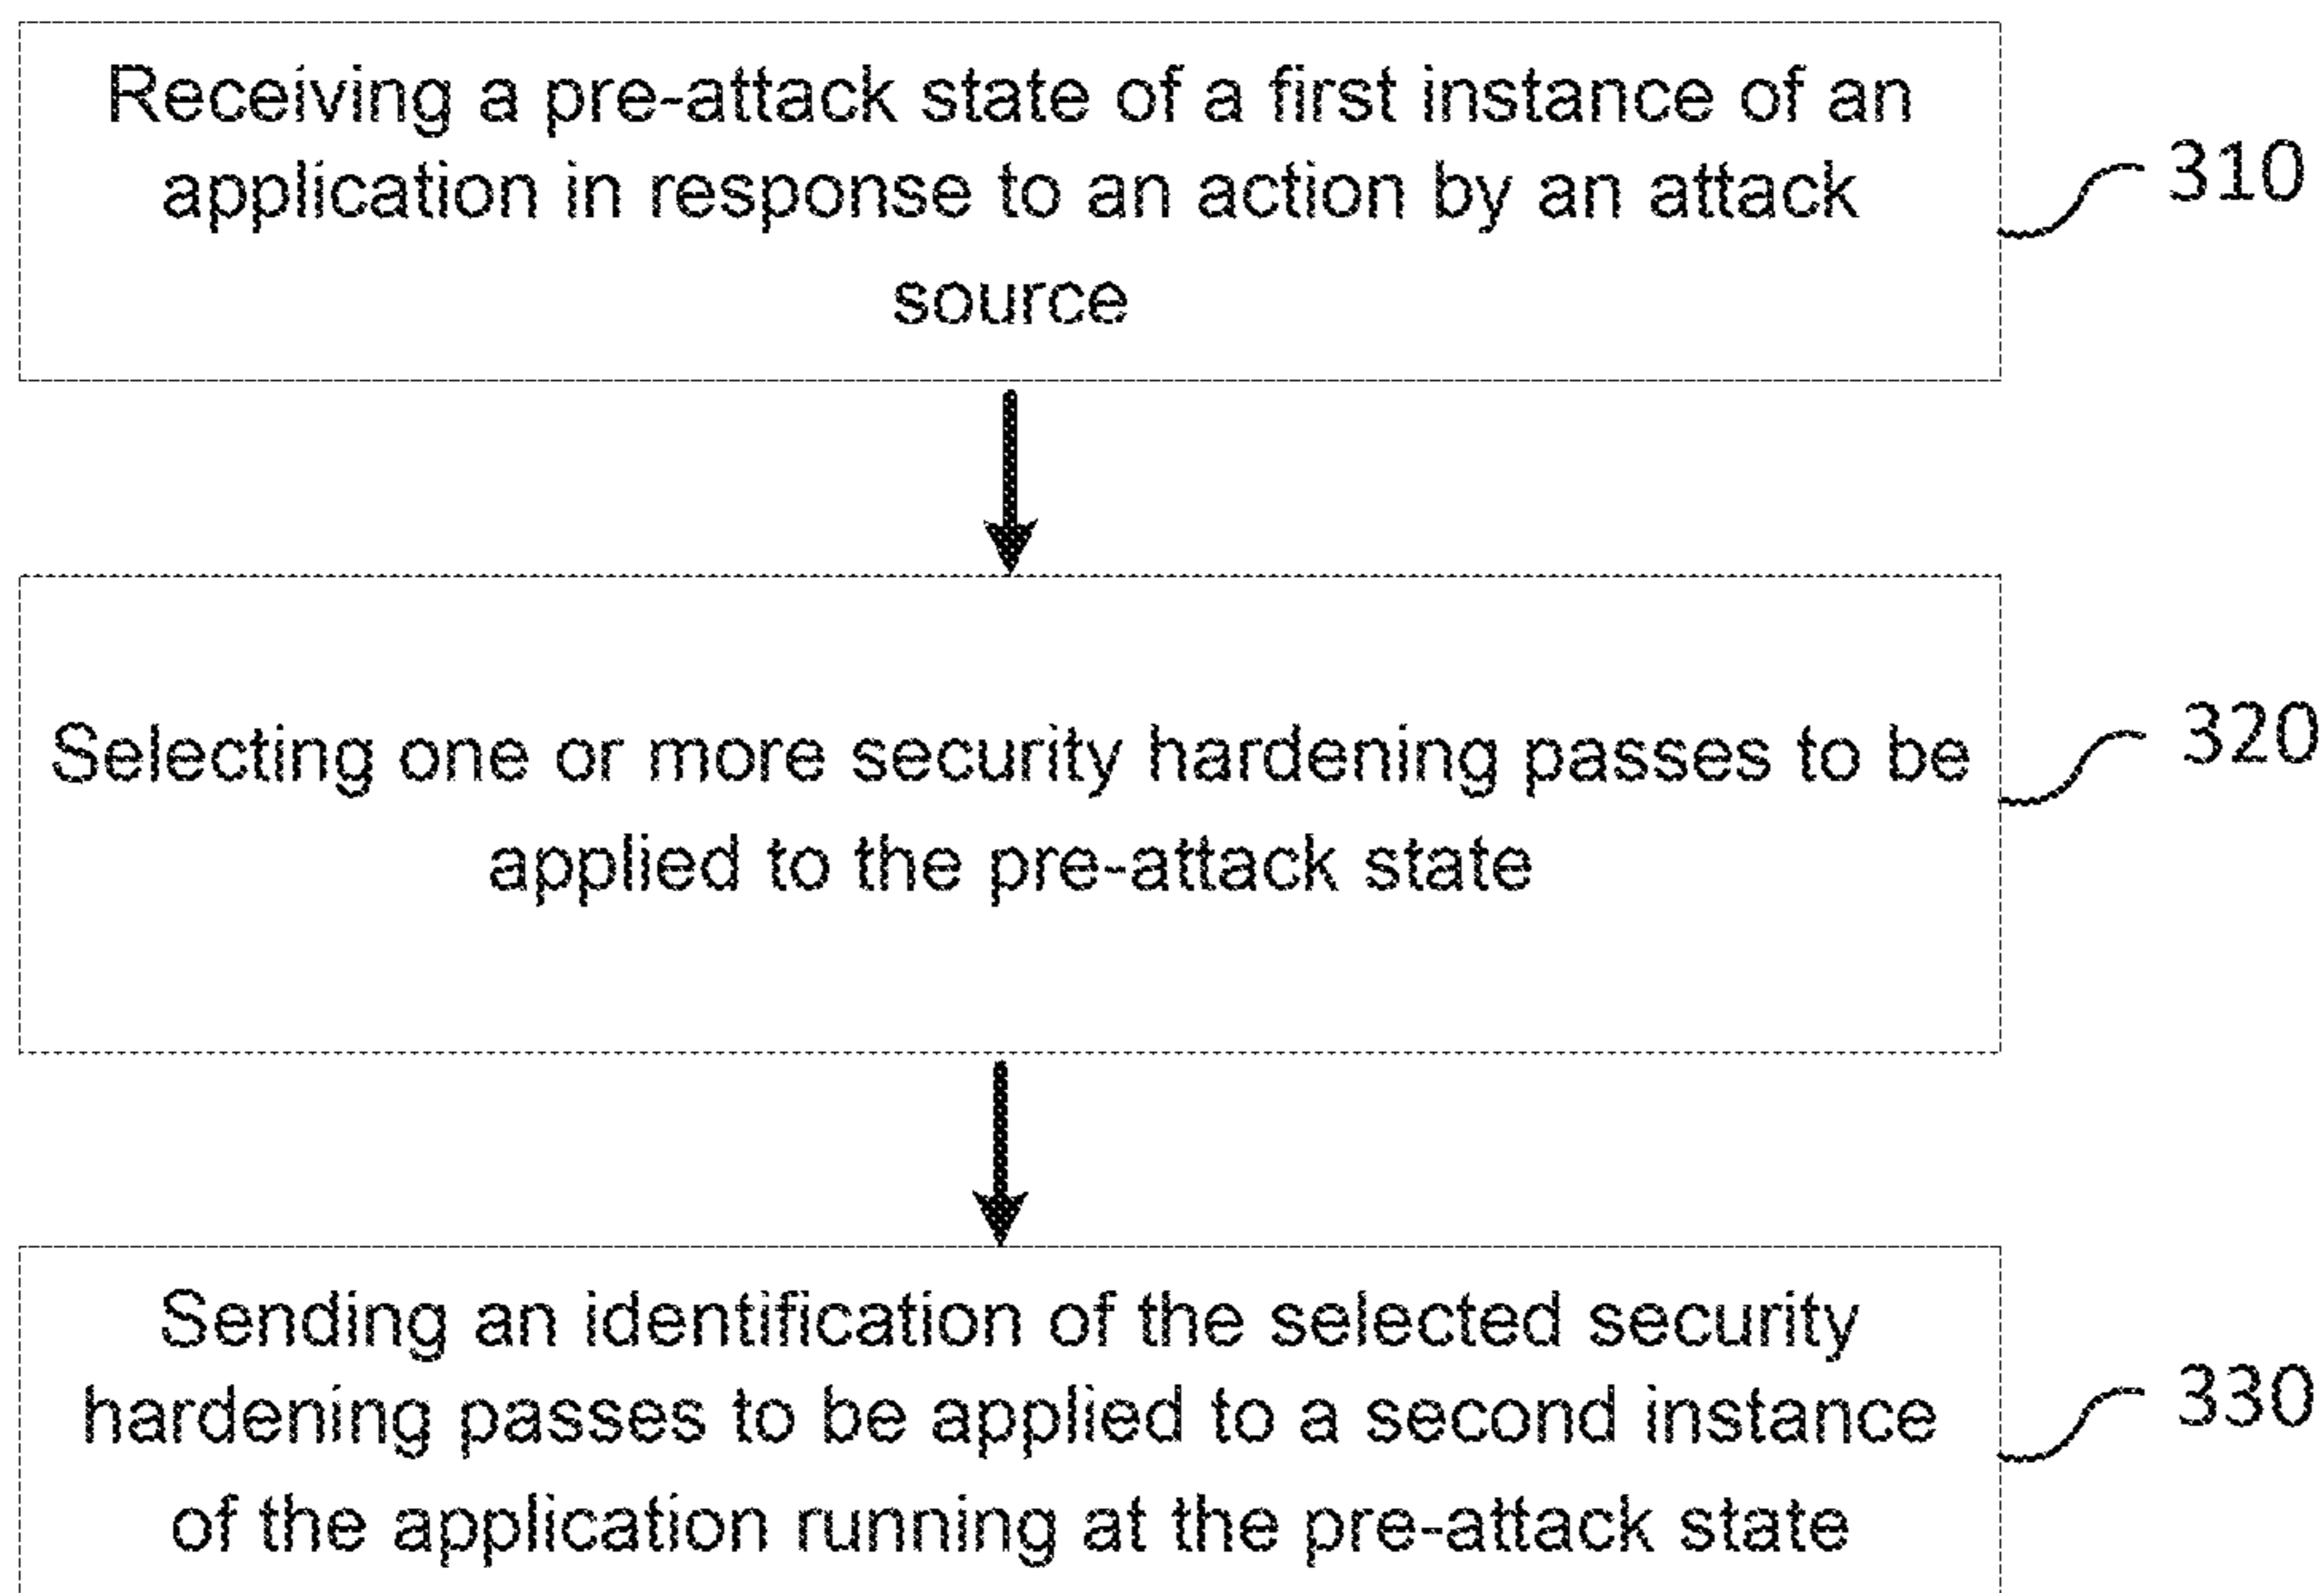 Receiving a pre-attack state of a first instance of an
application in response to an action by an attack
source
310
Selecting one or more security hardening passes to be
applied to the pre-attack state
320
Sending an identification of the selected security
hardening passes to be applied to a second instance
of the application running at the pre-attack state
330